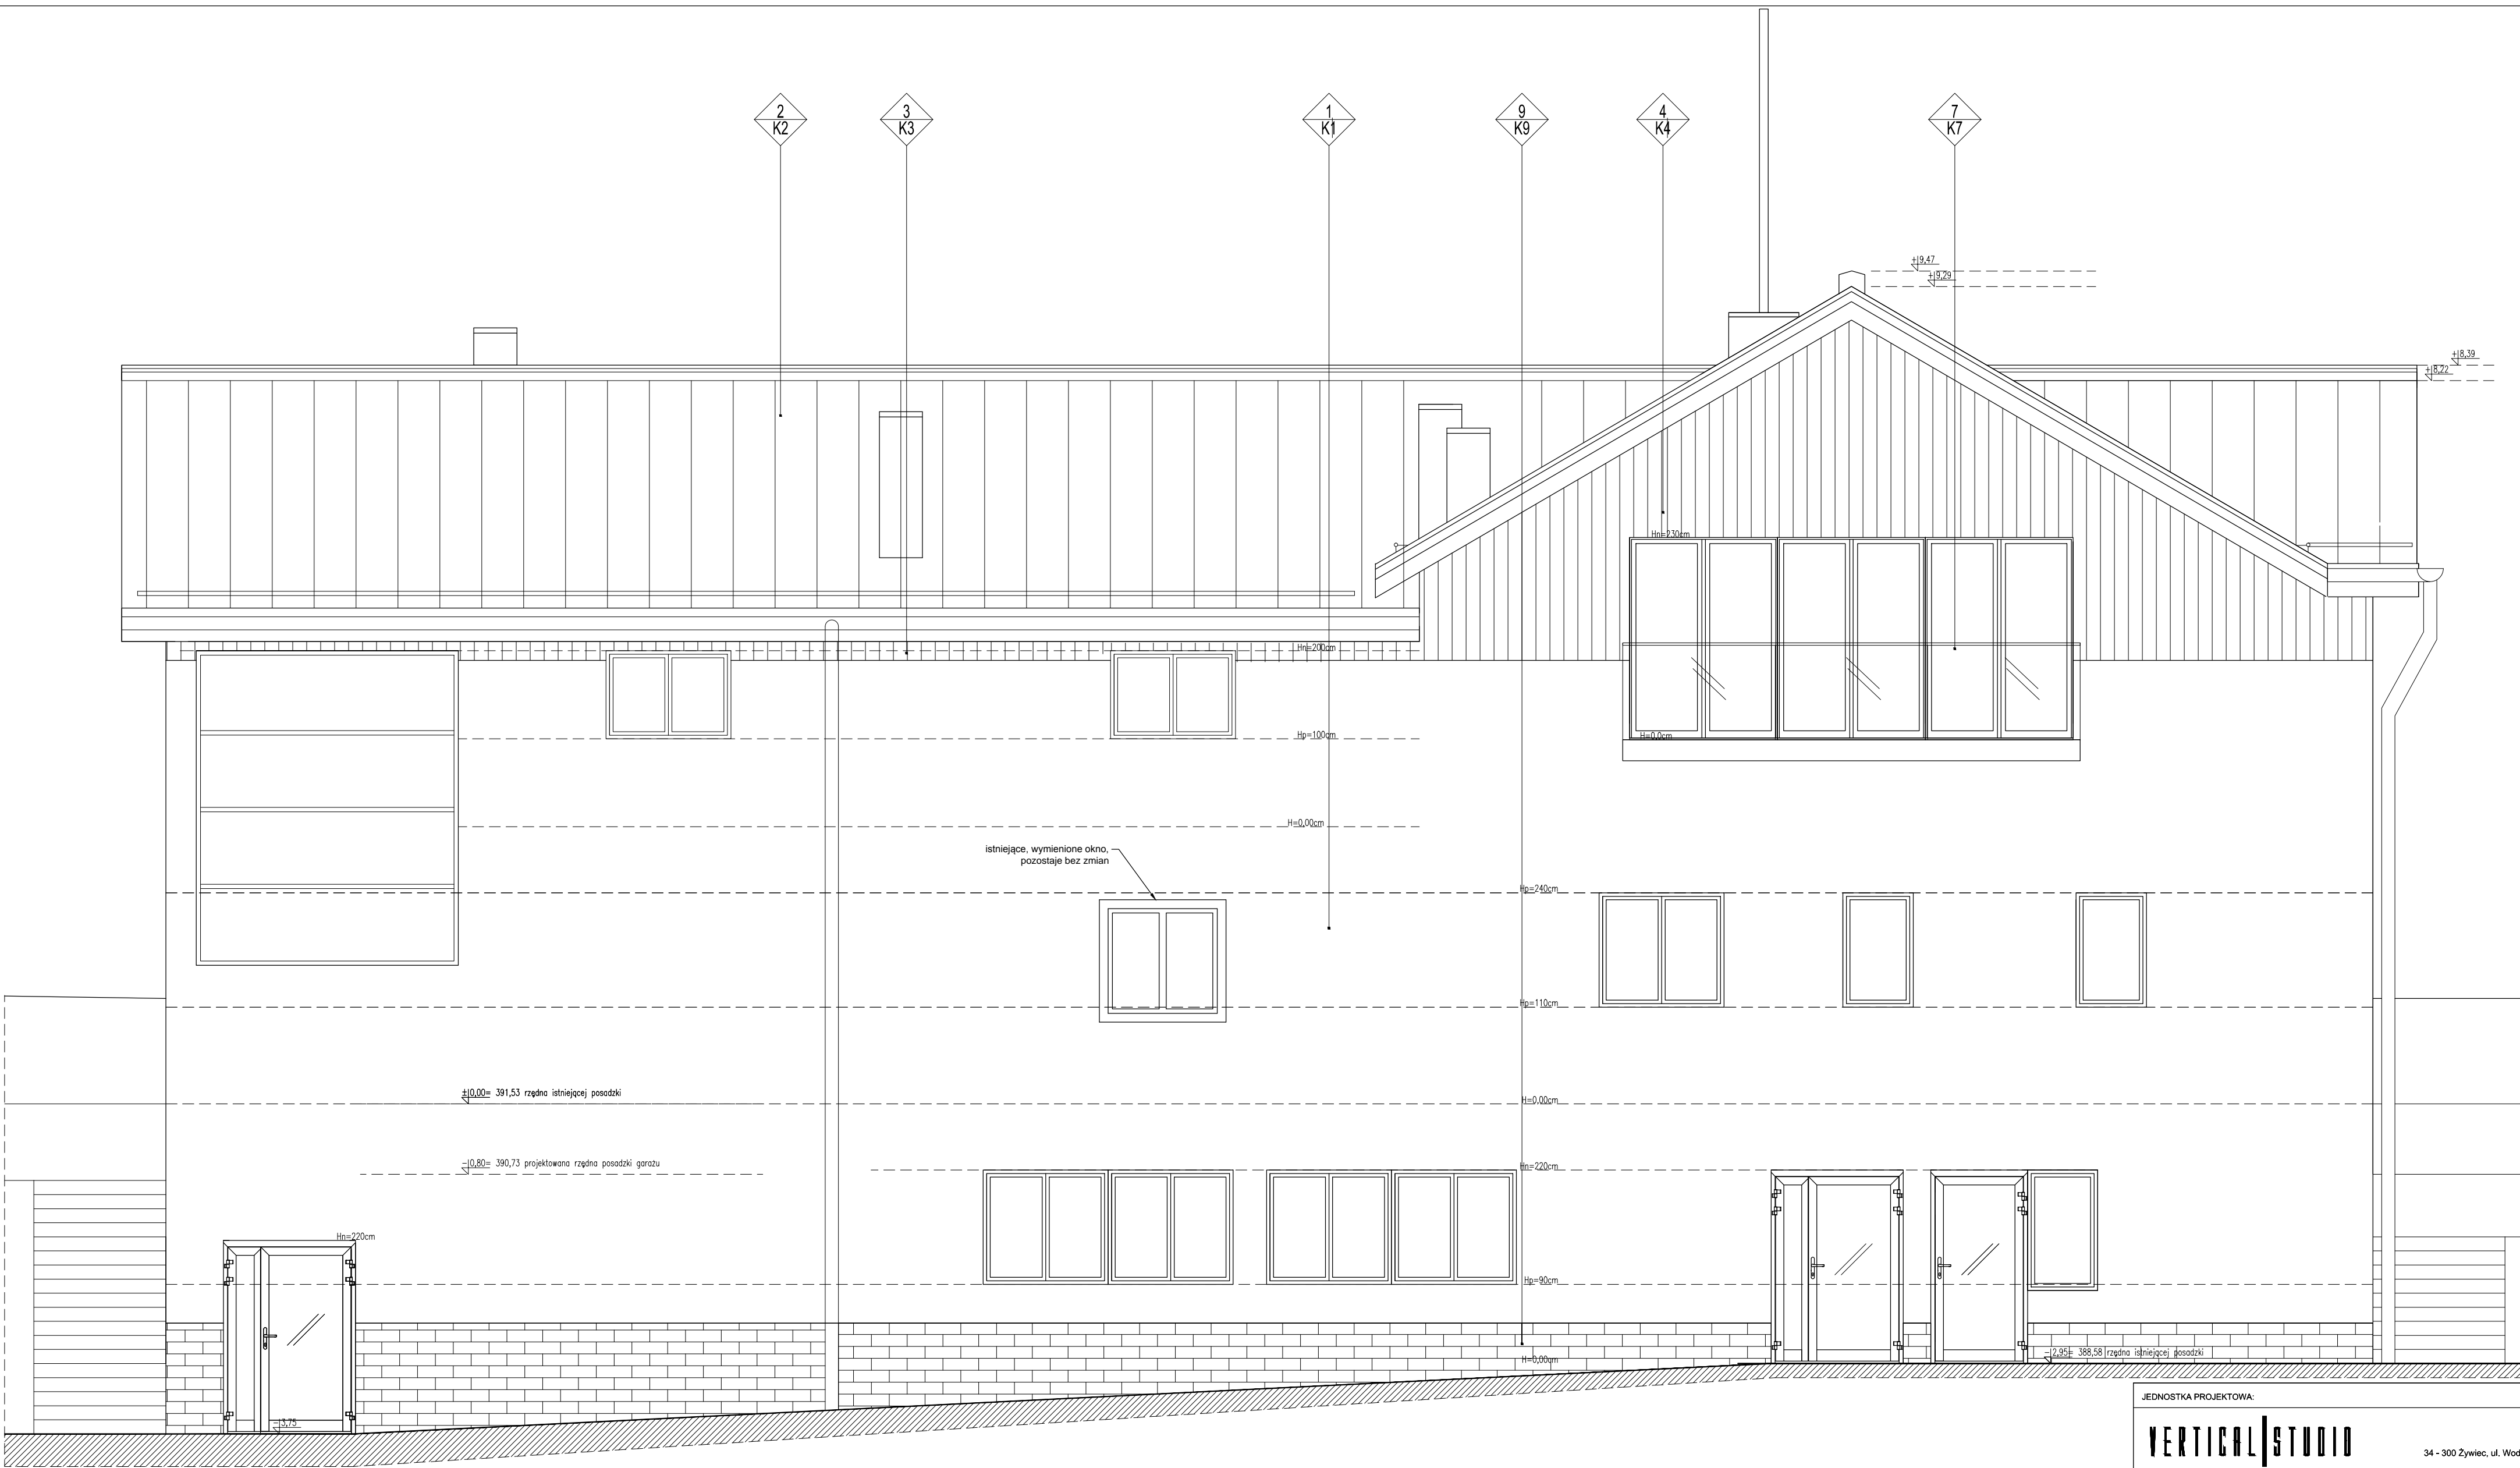 2
K2
3
K3
1
K1
9
K9
4
K4
7
K7
+9,47
+9,29
+8,39
+8,22
Hn=230cm
Hn=200cm
Hp=100cm
H=0,0cm
H=0,00cm
istniejące, wymienione okno,
pozostaje bez zmian
Hp=240cm
Hp=110cm
±0,00= 391,53 rzędna istniejącej posadzki
H=0,00cm
-0,80= 390,73 projektowana rzędna posadzki garażu
Hn=220cm
Hn=220cm
Hp=90cm
H=0,00cm
-2,95= 388,58 rzędna istniejącej posadzki
-3,75
JEDNOSTKA PROJEKTOWA:
VERTICAL STUDIO
34 - 300 Żywiec, ul. Wod